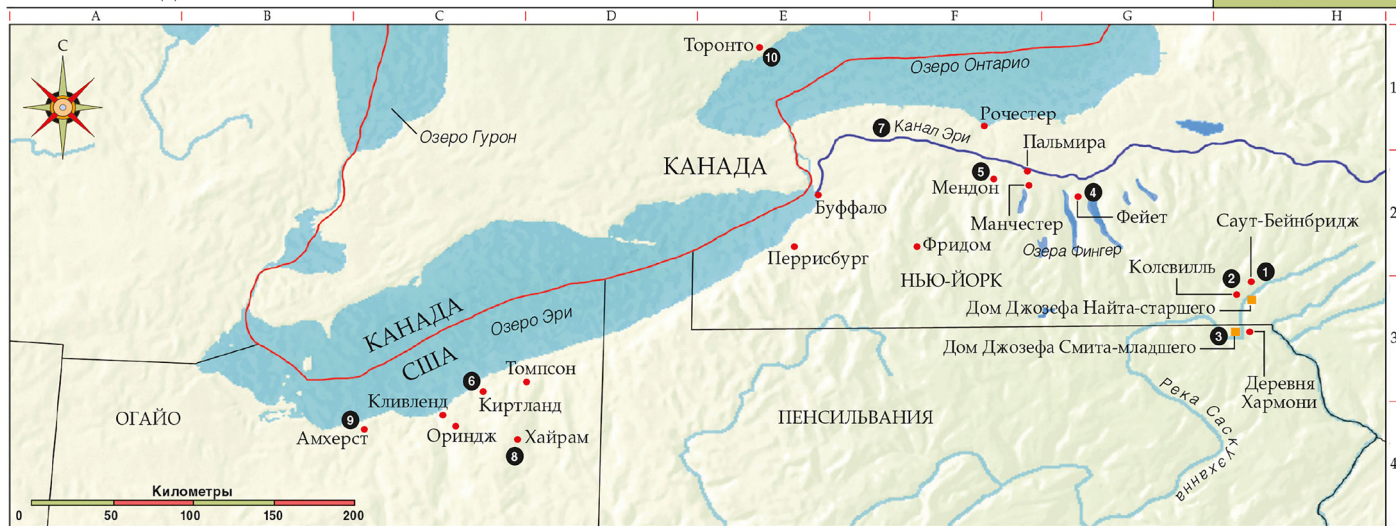 A B C D E F G H
С
Торонто
10
Озеро Онтарио
1
Озеро Гурон
Рочестер
7 Канал Эри
Пальмира
КАНАДА
5
Мендон
4
Манчестер
Фейет
2
Буффало
Саут-Бейнбридж
Перрисбург
Фридом
Озера Фингер
Колсвилль
НЬЮ-ЙОРК
2 1
Дом Джозефа Найта-старшего
КАНАДА
Озеро Эри
США
3
Дом Джозефа Смита-младшего
3
Томпсон
6
Киртланд
Деревня
Хармони
Река Саскуэханна
Кливленд
ОГАЙО
9
Амхерст
Ориндж
Хайрам
8
ПЕНСИЛЬВАНИЯ
4
Километры
0 50 100 150 200